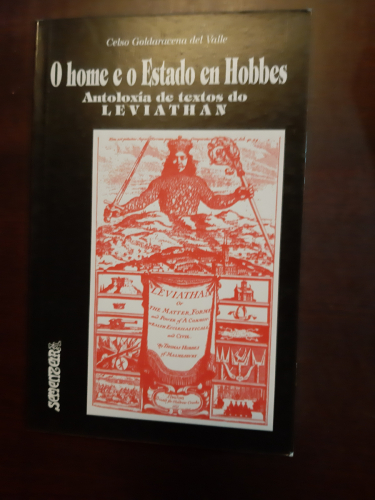 Celso Goldaracena del Valle
O home e o Estado en Hobbes
Antoloxía de textos do
LEVIATHAN
LEVIATHAN
Or
THE MATTER, FORME
and POWER of A COMMON
WEALTH ECCLESIASTICALL
and CIVIL.
By THOMAS HOBBES
of MALMESBURY.